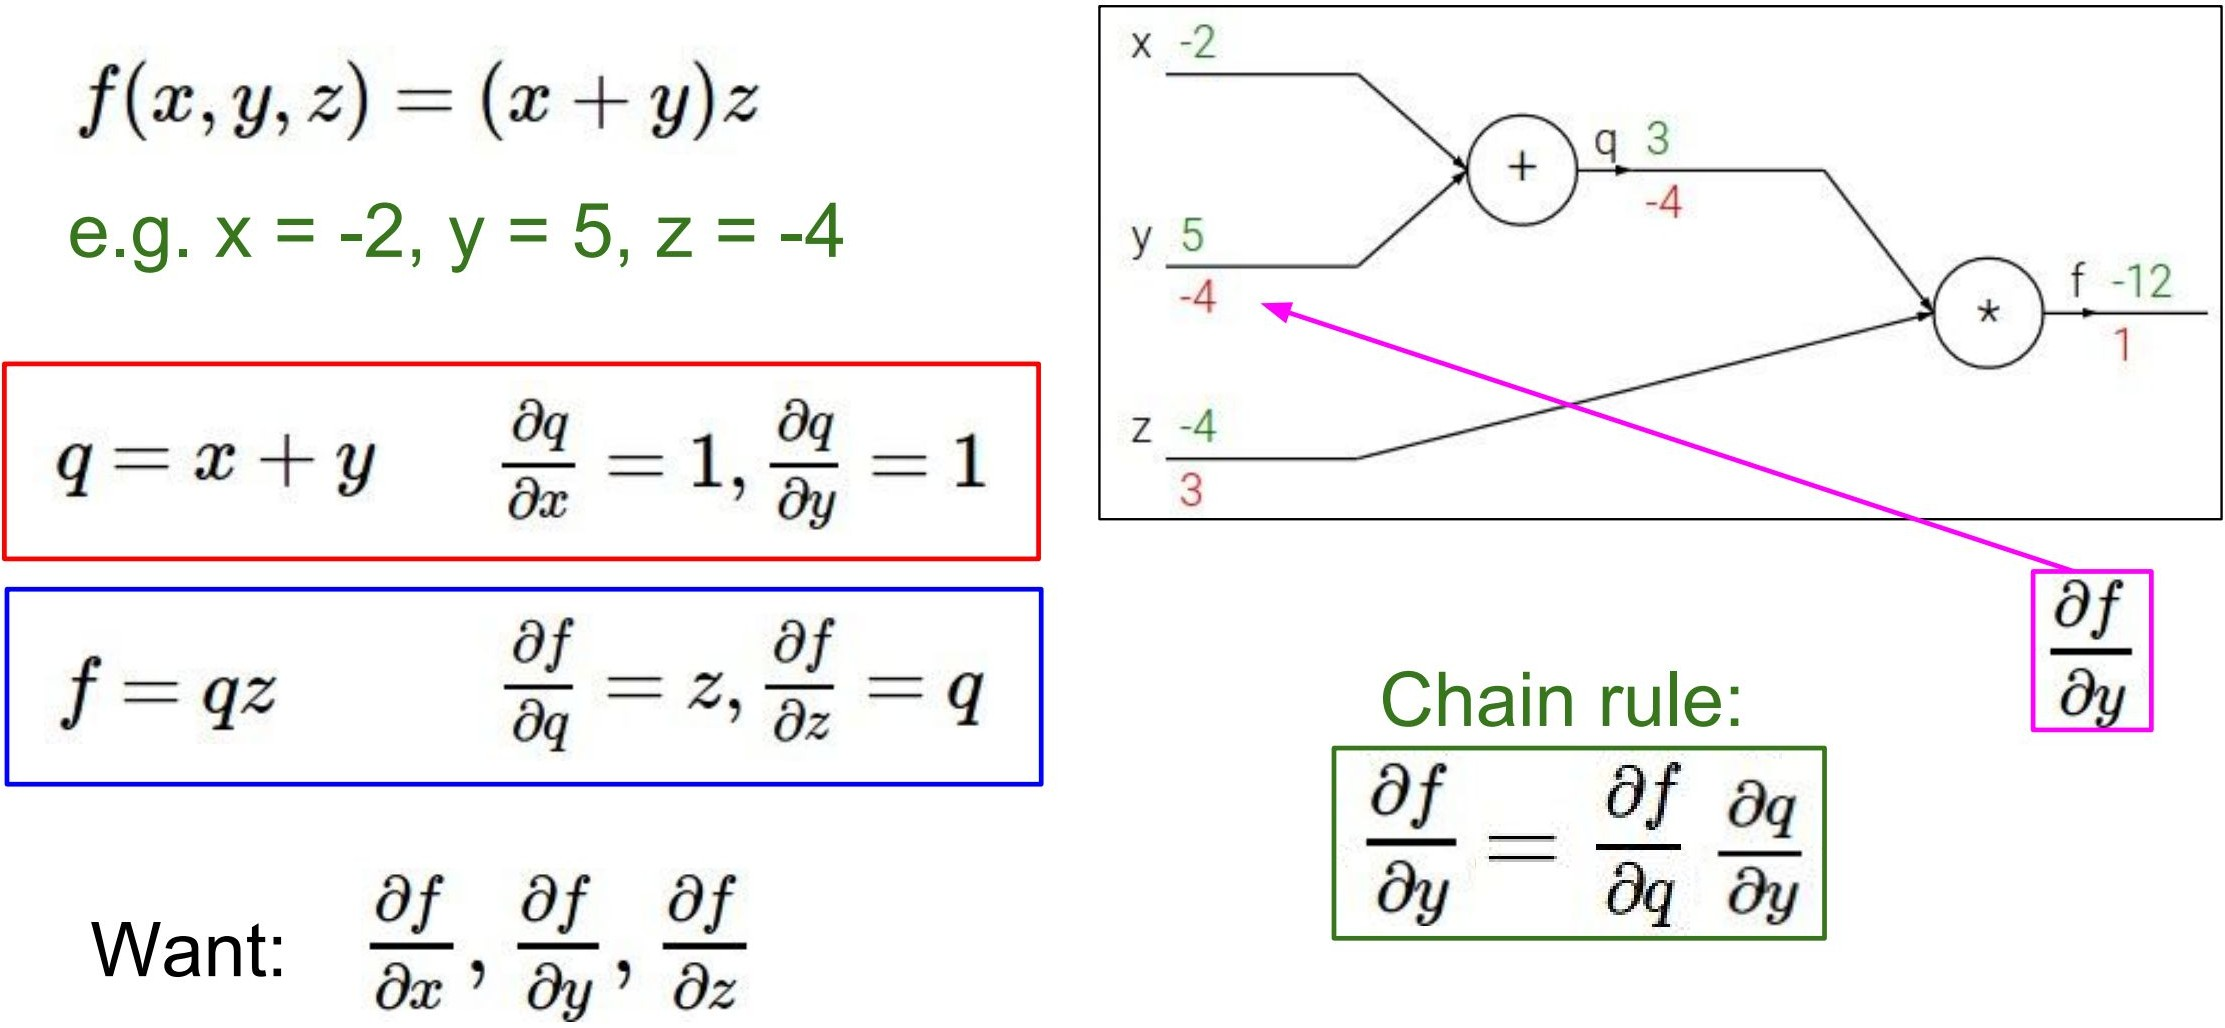 f(x, y, z) = (x + y)z
e.g. x = -2, y = 5, z = -4
q = x + y    ∂q/∂x = 1, ∂q/∂y = 1
f = qz    ∂f/∂q = z, ∂f/∂z = q
Want: ∂f/∂x, ∂f/∂y, ∂f/∂z
x -2
+
q 3
-4
y 5
-4
*
f -12
1
z -4
3
∂f/∂y
Chain rule:
∂f/∂y = ∂f/∂q ∂q/∂y